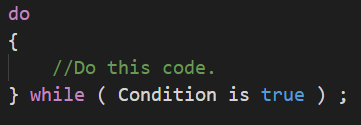 do
{
    //Do this code.
} while ( Condition is true ) ;